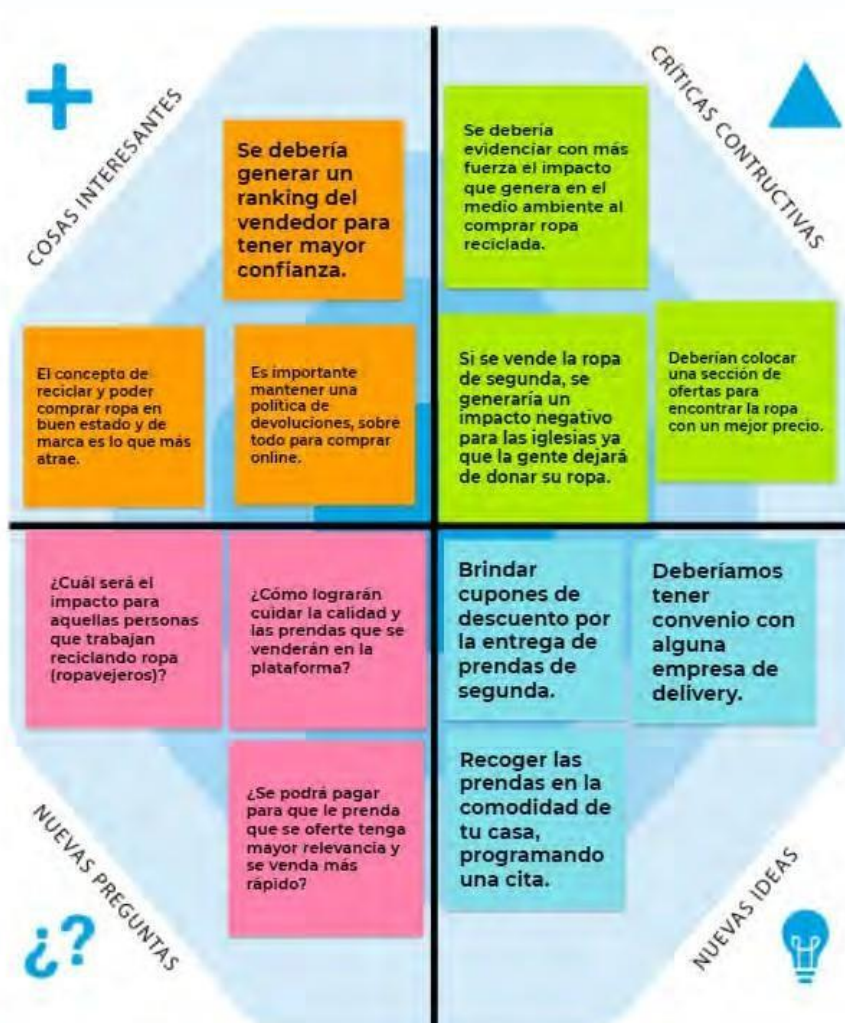 COSAS INTERESANTES
Se debería
generar un
ranking del
vendedor para
tener mayor
confianza.
El concepto de
reciclar y poder
comprar ropa en
buen estado y de
marca es lo que más
atrae.
Es importante
mantener una
política de
devoluciones, sobre
todo para comprar
online.
CRÍTICAS CONTRUCTIVAS
Se debería
evidenciar con más
fuerza el impacto
que genera en el
medio ambiente al
comprar ropa
reciclada.
Si se vende la ropa
de segunda, se
generaría un
impacto negativo
para las iglesias ya
que la gente dejará
de donar su ropa.
Deberían colocar
una sección de
ofertas para
encontrar la ropa
con un mejor precio.
¿Cuál será el
impacto para
aquellas personas
que trabajan
reciclando ropa
(ropavejeros)?
¿Cómo lograrán
cuidar la calidad y
las prendas que se
venderán en la
plataforma?
¿Se podrá pagar
para que le prenda
que se oferte tenga
mayor relevancia y
se venda más
rápido?
NUEVAS PREGUNTAS
¿?
Brindar
cupones de
descuento por
la entrega de
prendas de
segunda.
Deberíamos
tener
convenio con
alguna
empresa de
delivery.
Recoger las
prendas en la
comodidad de
tu casa,
programando
una cita.
NUEVAS IDEAS